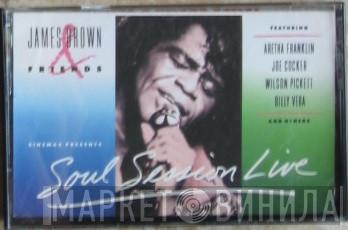 JAMES BROWN
&
FRIENDS
FEATURING
ARETHA FRANKLIN
JOE COCKER
WILSON PICKETT
BILLY VERA
AND OTHERS
CINEMAX PRESENTS
Soul Session Live
МАРКЕТ ВИНИЛА